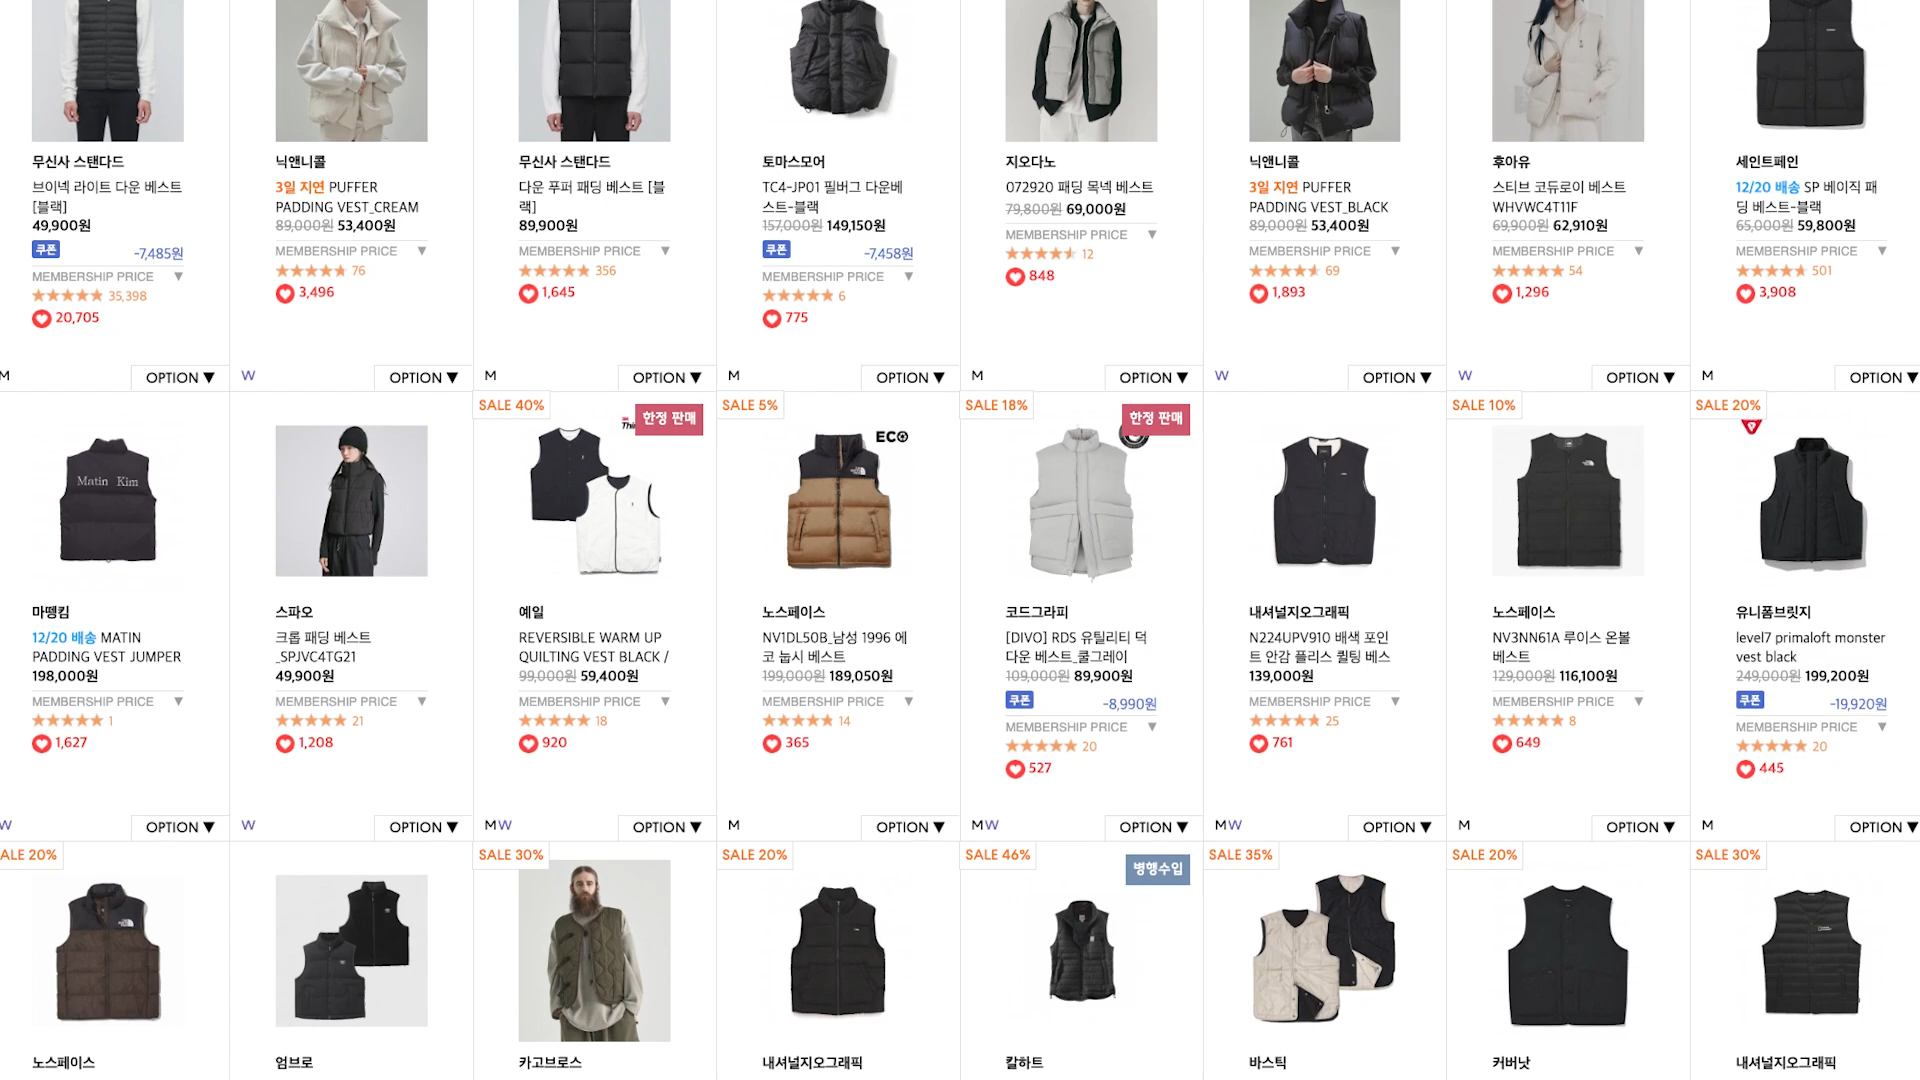 무신사 스탠다드
브이넥 라이트 다운 베스트
[블랙]
49,900원
쿠폰 -7,485원
MEMBERSHIP PRICE ▼
★★★★★ 35,398
20,705
닉앤니콜
3일 지연 PUFFER
PADDING VEST_CREAM
89,000원 53,400원
MEMBERSHIP PRICE ▼
★★★★★ 76
3,496
무신사 스탠다드
다운 푸퍼 패딩 베스트 [블
랙]
89,900원
MEMBERSHIP PRICE ▼
★★★★★ 356
1,645
토마스모어
TC4-JP01 필버그 다운베
스트-블랙
157,000원 149,150원
쿠폰 -7,458원
MEMBERSHIP PRICE ▼
★★★★★ 6
775
지오다노
072920 패딩 목넥 베스트
79,800원 69,000원
MEMBERSHIP PRICE ▼
★★★★★ 12
848
닉앤니콜
3일 지연 PUFFER
PADDING VEST_BLACK
89,000원 53,400원
MEMBERSHIP PRICE ▼
★★★★★ 69
1,893
후아유
스티브 코듀로이 베스트
WHVWC4T11F
69,900원 62,910원
MEMBERSHIP PRICE ▼
★★★★★ 54
1,296
세인트페인
12/20 배송 SP 베이직 패
딩 베스트-블랙
65,000원 59,800원
MEMBERSHIP PRICE ▼
★★★★★ 501
3,908
M OPTION ▼
W OPTION ▼
M OPTION ▼
M OPTION ▼
M OPTION ▼
W OPTION ▼
W OPTION ▼
M OPTION ▼
Matin Kim
마뗑킴
12/20 배송 MATIN
PADDING VEST JUMPER
198,000원
MEMBERSHIP PRICE ▼
★★★★★ 1
1,627
스파오
크롭 패딩 베스트
_SPJVC4TG21
49,900원
MEMBERSHIP PRICE ▼
★★★★★ 21
1,208
SALE 40%
한정 판매
예일
REVERSIBLE WARM UP
QUILTING VEST BLACK /
99,000원 59,400원
MEMBERSHIP PRICE ▼
★★★★★ 18
920
SALE 5%
ECO
노스페이스
NV1DL50B_남성 1996 에
코 눕시 베스트
199,000원 189,050원
MEMBERSHIP PRICE ▼
★★★★★ 14
365
SALE 18%
한정 판매
코드그라피
[DIVO] RDS 유틸리티 덕
다운 베스트_쿨그레이
109,000원 89,900원
쿠폰 -8,990원
MEMBERSHIP PRICE ▼
★★★★★ 20
527
내셔널지오그래픽
N224UPV910 배색 포인
트 안감 플리스 퀼팅 베스
139,000원
MEMBERSHIP PRICE ▼
★★★★★ 25
761
SALE 10%
노스페이스
NV3NN61A 루이스 온볼
베스트
129,000원 116,100원
MEMBERSHIP PRICE ▼
★★★★★ 8
649
SALE 20%
유니폼브릿지
level7 primaloft monster
vest black
249,000원 199,200원
쿠폰 -19,920원
MEMBERSHIP PRICE ▼
★★★★★ 20
445
W OPTION ▼
W OPTION ▼
MW OPTION ▼
M OPTION ▼
MW OPTION ▼
MW OPTION ▼
M OPTION ▼
M OPTION ▼
ALE 20%
노스페이스
엄브로
SALE 30%
카고브로스
SALE 20%
내셔널지오그래픽
SALE 46%
병행수입
칼하트
SALE 35%
바스틱
SALE 20%
커버낫
SALE 30%
내셔널지오그래픽